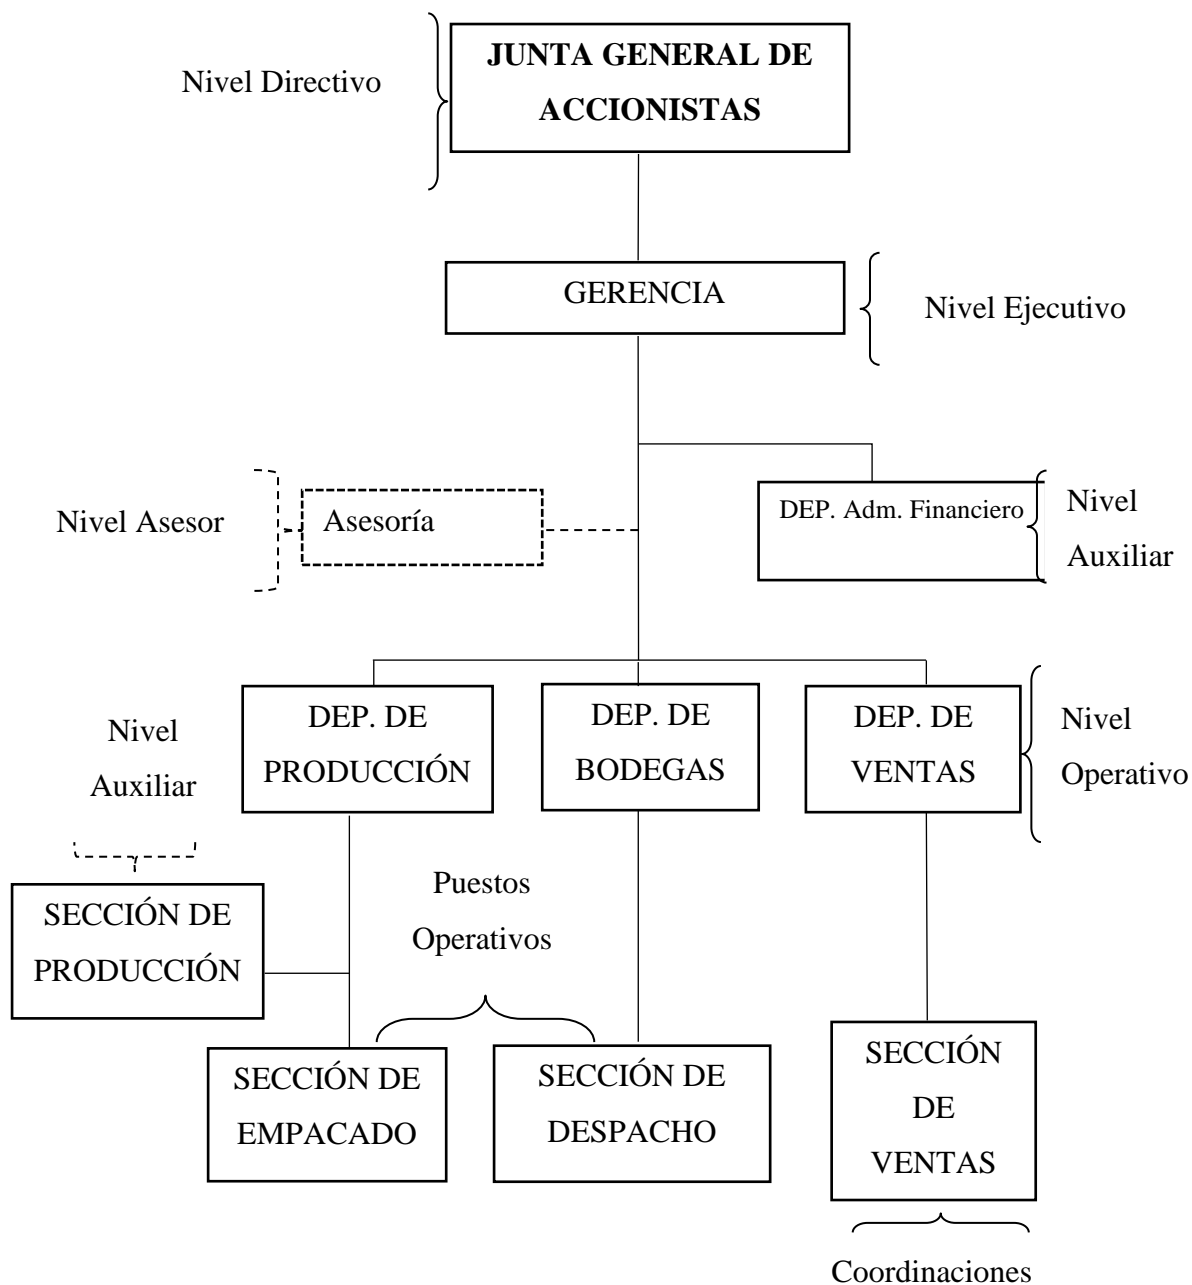 Nivel Directivo
JUNTA GENERAL DE
ACCIONISTAS
GERENCIA
Nivel Ejecutivo
Nivel Asesor
Asesoría
DEP. Adm. Financiero
Nivel
Auxiliar
Nivel
Auxiliar
DEP. DE
PRODUCCIÓN
DEP. DE
BODEGAS
DEP. DE
VENTAS
Nivel
Operativo
SECCIÓN DE
PRODUCCIÓN
Puestos
Operativos
SECCIÓN DE
EMPACADO
SECCIÓN DE
DESPACHO
SECCIÓN
DE
VENTAS
Coordinaciones